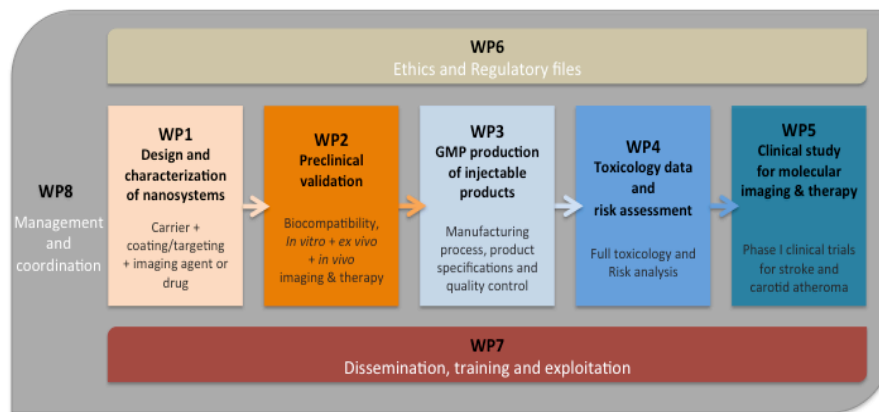 WP6
Ethics and Regulatory files
WP8
Management
and
coordination
WP1
Design and
characterization
of nanosystems
Carrier +
coating/targeting
+ imaging agent or
drug
WP2
Preclinical
validation
Biocompatibility,
In vitro + ex vivo
+ in vivo
imaging & therapy
WP3
GMP production
of injectable
products
Manufacturing
process, product
specifications and
quality control
WP4
Toxicology data
and
risk assessment
Full toxicology and
Risk analysis
WP5
Clinical study
for molecular
imaging & therapy
Phase I clinical trials
for stroke and
carotid atheroma
WP7
Dissemination, training and exploitation